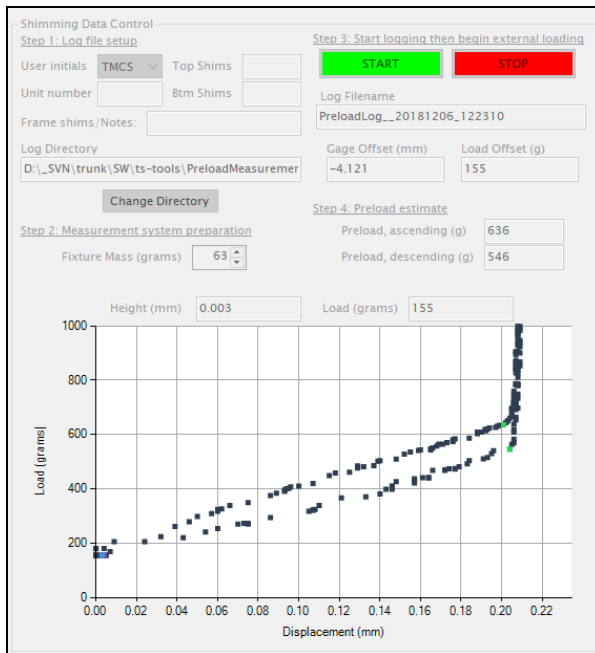 Shimming Data Control
Step 1: Log file setup
User initials TMCS Top Shims
Unit number Btm Shims
Frame shims/Notes:
Log Directory
D:\_SVN\trunk\SW\ts-tools\PreloadMeasuremer
Change Directory
Step 2: Measurement system preparation
Fixture Mass (grams) 63
Step 3: Start logging then begin external loading
START STOP
Log Filename
PreloadLog__20181206_122310
Gage Offset (mm) Load Offset (g)
-4.121 155
Step 4: Preload estimate
Preload, ascending (g) 636
Preload, descending (g) 546
Height (mm) 0.003 Load (grams) 155
1000
800
600
400
200
0
Load (grams)
0.00 0.02 0.04 0.06 0.08 0.10 0.12 0.14 0.16 0.18 0.20 0.22
Displacement (mm)